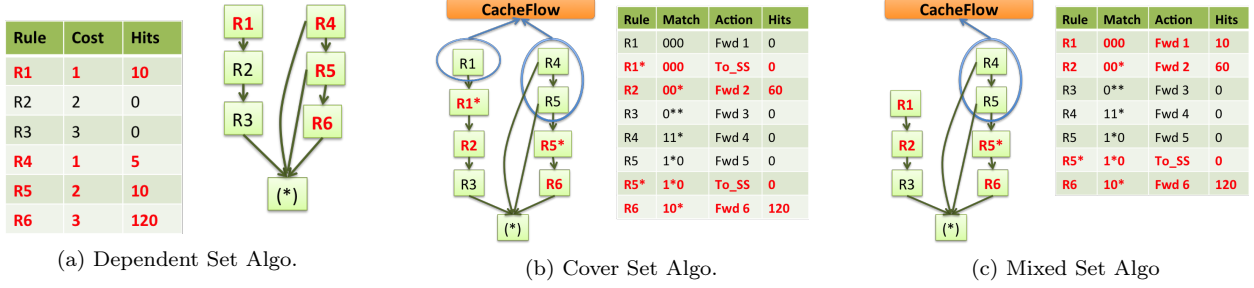 Rule Cost Hits
R1 1 10
R2 2 0
R3 3 0
R4 1 5
R5 2 10
R6 3 120
R1 R4
R2 R5
R3 R6
(*)
(a) Dependent Set Algo.
CacheFlow
R1 R4
R1* R5
R2 R5*
R3 R6
(*)
Rule Match Action Hits
R1 000 Fwd 1 0
R1* 000 To_SS 0
R2 00* Fwd 2 60
R3 0** Fwd 3 0
R4 11* Fwd 4 0
R5 1*0 Fwd 5 0
R5* 1*0 To_SS 0
R6 10* Fwd 6 120
(b) Cover Set Algo.
CacheFlow
R4
R1 R5
R2 R5*
R3 R6
(*)
Rule Match Action Hits
R1 000 Fwd 1 10
R2 00* Fwd 2 60
R3 0** Fwd 3 0
R4 11* Fwd 4 0
R5 1*0 Fwd 5 0
R5* 1*0 To_SS 0
R6 10* Fwd 6 120
(c) Mixed Set Algo